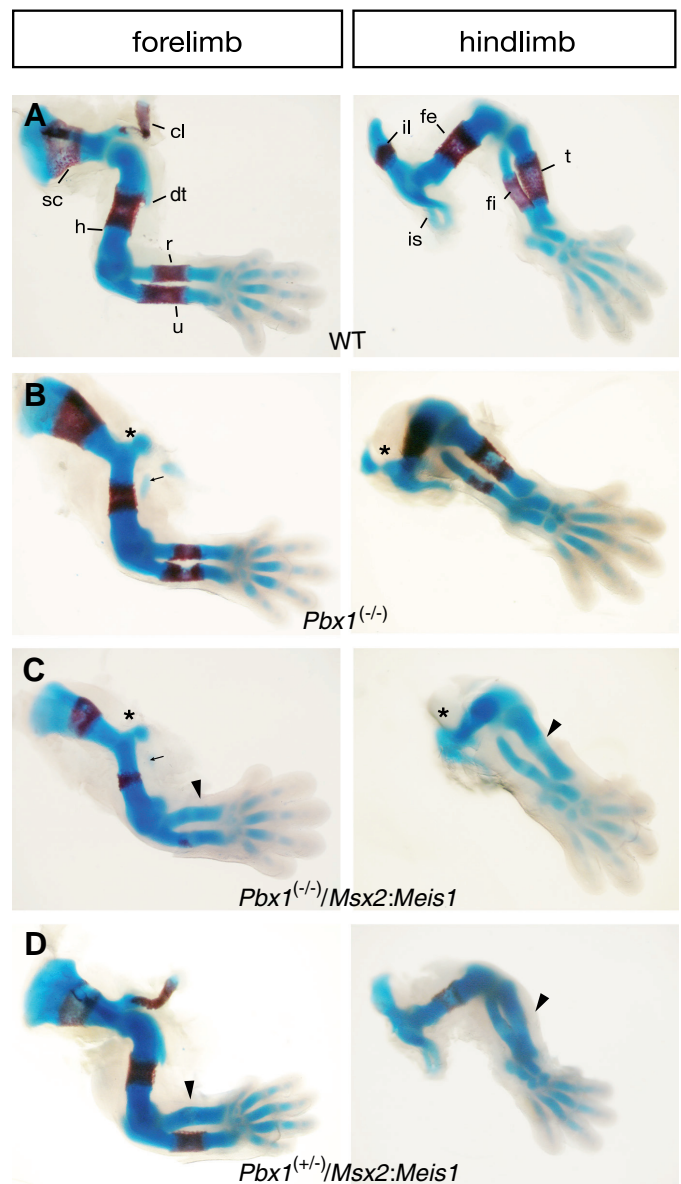 forelimb hindlimb
A
cl
sc
dt
h
r
u
il
fe
t
fi
is
WT
B
*
*
Pbx1(-/-)
C
*
*
Pbx1(-/-)/Msx2:Meis1
D
Pbx1(+/-)/Msx2:Meis1